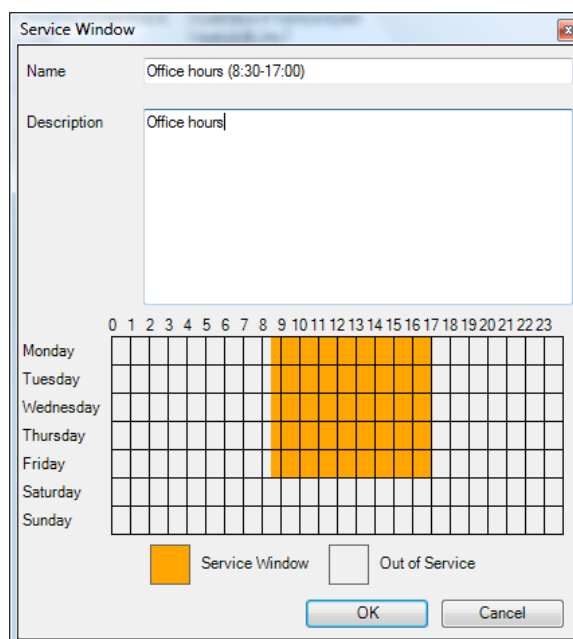 Service Window
Name Office hours (8:30-17:00)
Description Office hours
0 1 2 3 4 5 6 7 8 9 10 11 12 13 14 15 16 17 18 19 20 21 22 23
Monday
Tuesday
Wednesday
Thursday
Friday
Saturday
Sunday
Service Window Out of Service
OK Cancel